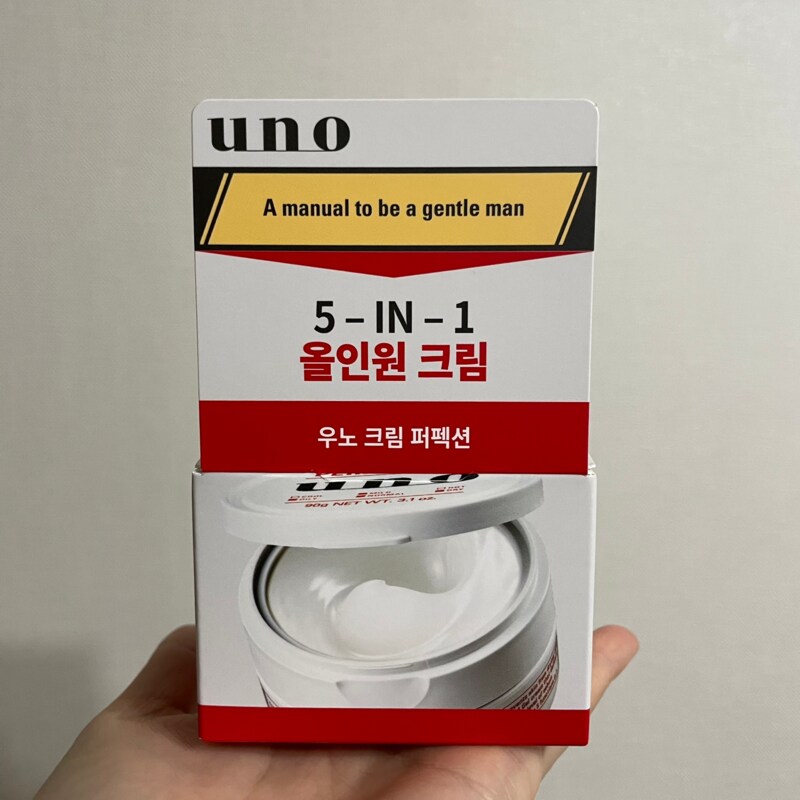 uno
A manual to be a gentle man
5 – IN – 1
올인원 크림
우노 크림 퍼펙션
uno
90g NET WT. 3.1 oz.